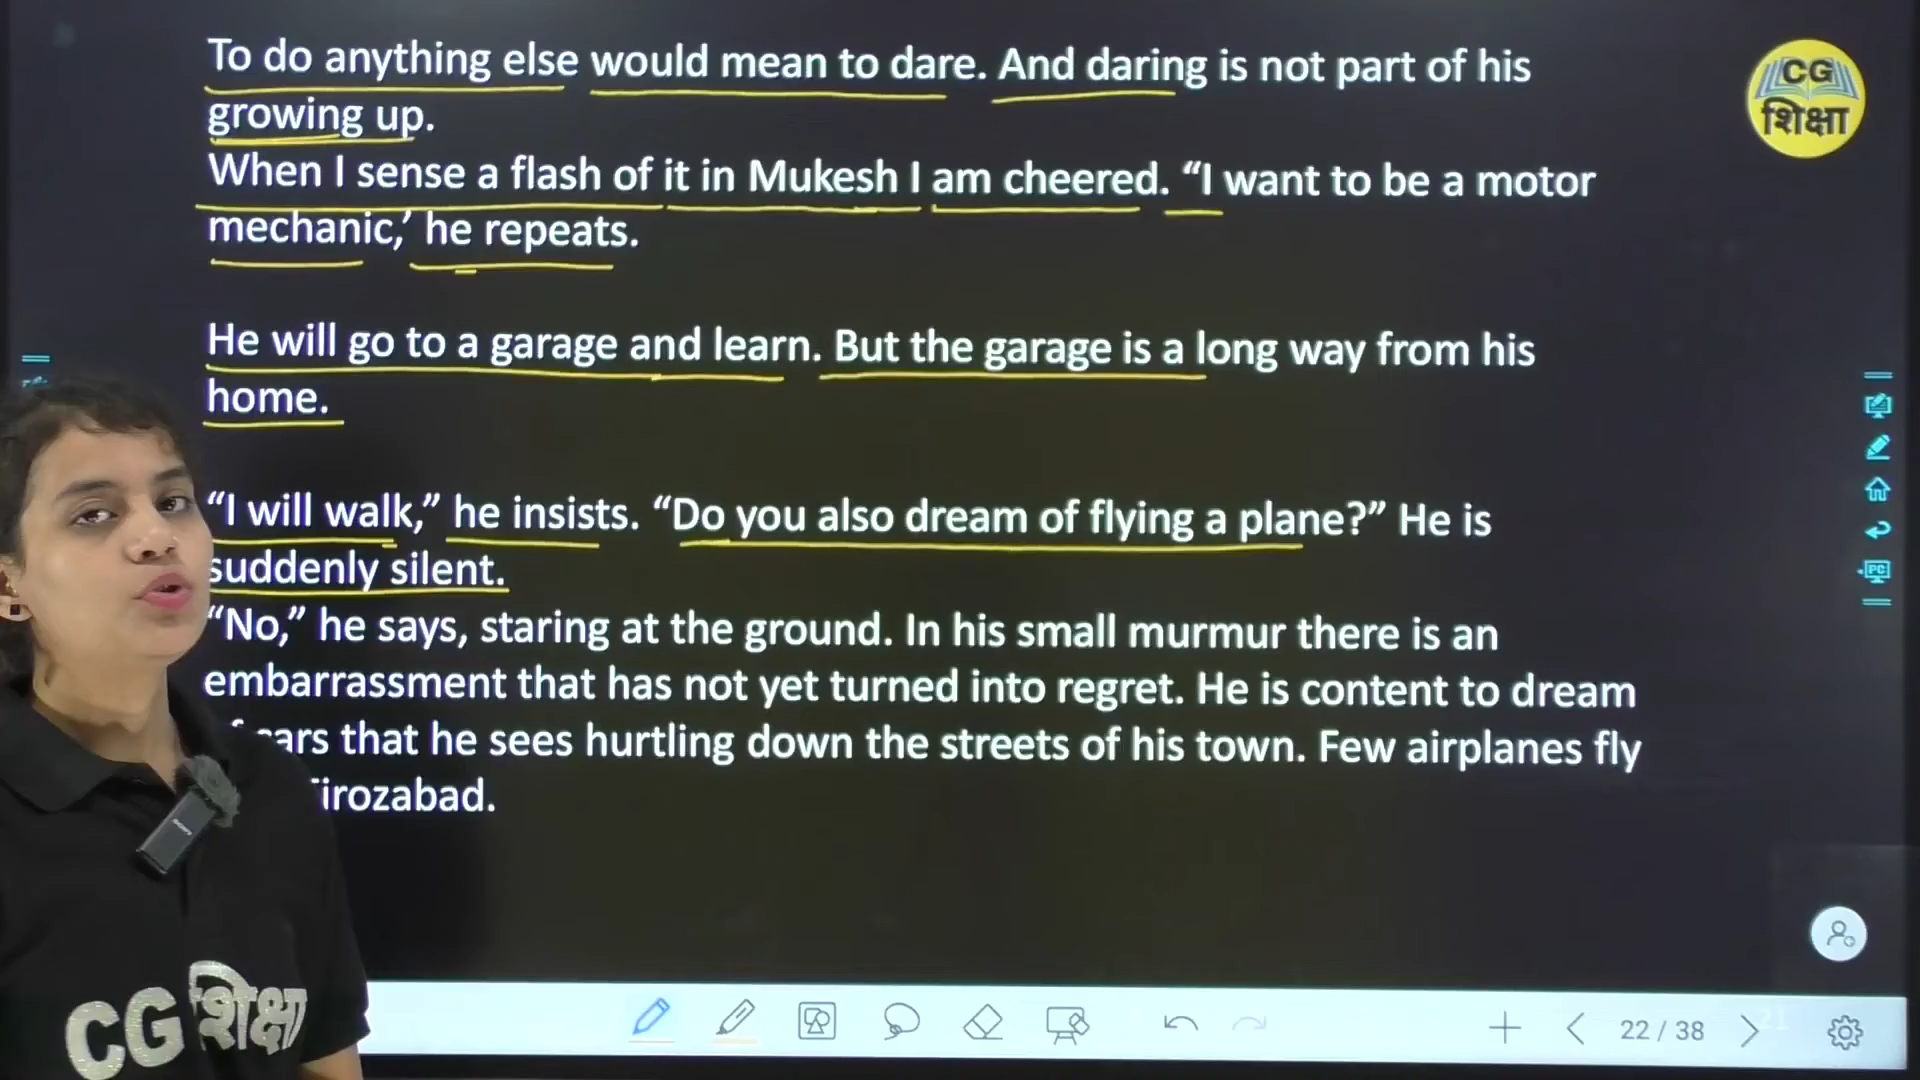 To do anything else would mean to dare. And daring is not part of his
growing up.
When I sense a flash of it in Mukesh I am cheered. “I want to be a motor
mechanic,’ he repeats.
He will go to a garage and learn. But the garage is a long way from his
home.
“I will walk,” he insists. “Do you also dream of flying a plane?” He is
suddenly silent.
“No,” he says, staring at the ground. In his small murmur there is an
embarrassment that has not yet turned into regret. He is content to dream
cars that he sees hurtling down the streets of his town. Few airplanes fly
irozabad.
CG
शिक्षा
PC
CG शिक्षा
22 / 38
21